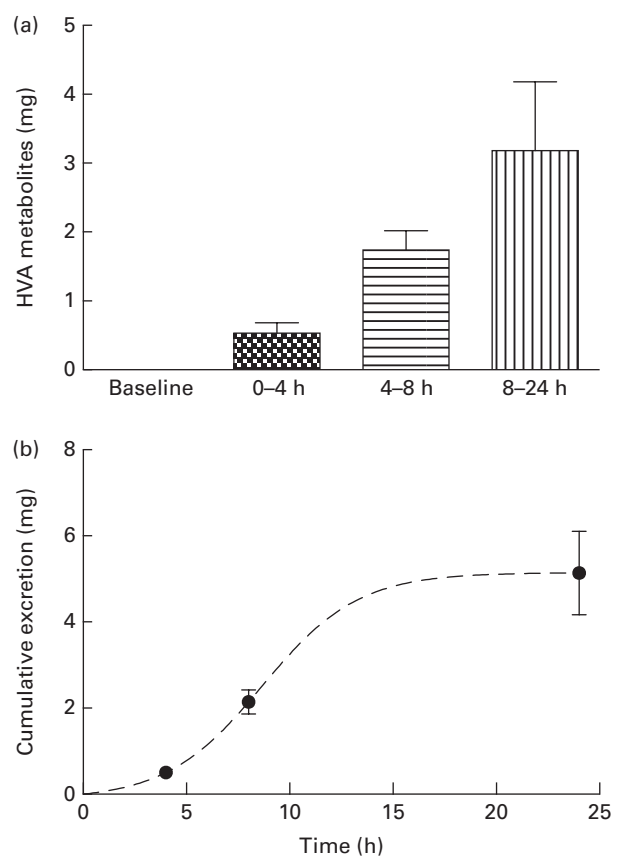 (a)
HVA metabolites (mg)
5
4
3
2
1
0
Baseline 0–4 h 4–8 h 8–24 h
(b)
Cumulative excretion (mg)
8
6
4
2
0
0 5 10 15 20 25
Time (h)